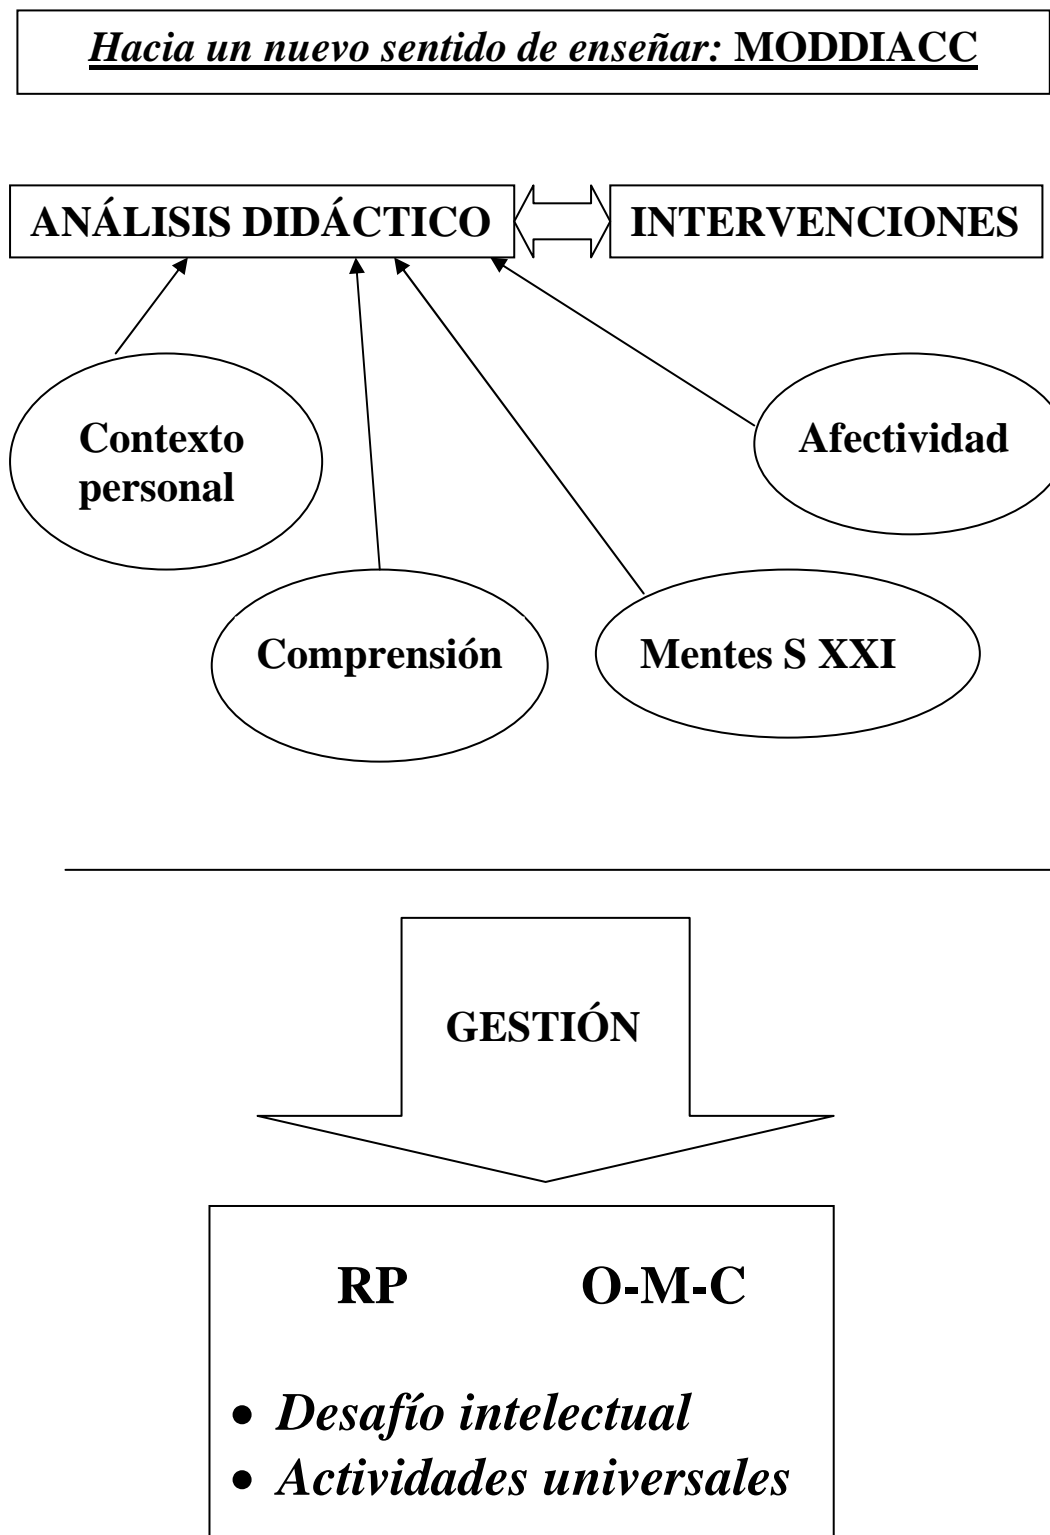 Hacia un nuevo sentido de enseñar: MODDIACC
ANÁLISIS DIDÁCTICO
INTERVENCIONES
Contexto
personal
Afectividad
Comprensión
Mentes S XXI
GESTIÓN
RP O-M-C
• Desafío intelectual
• Actividades universales